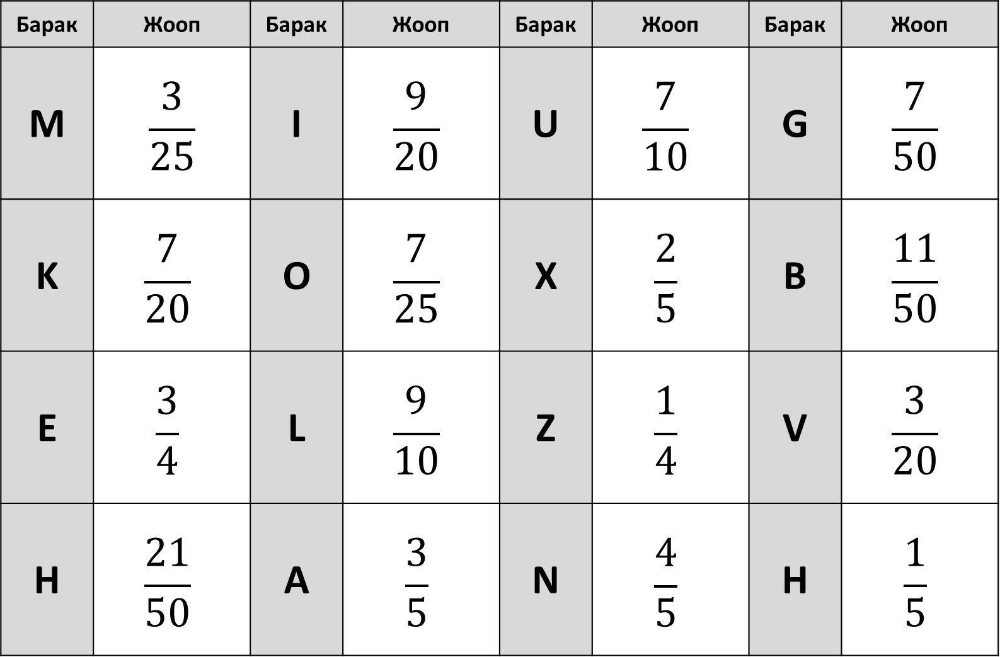 Барак Жооп Барак Жооп Барак Жооп Барак Жооп
M 3/25 I 9/20 U 7/10 G 7/50
K 7/20 O 7/25 X 2/5 B 11/50
E 3/4 L 9/10 Z 1/4 V 3/20
H 21/50 A 3/5 N 4/5 H 1/5